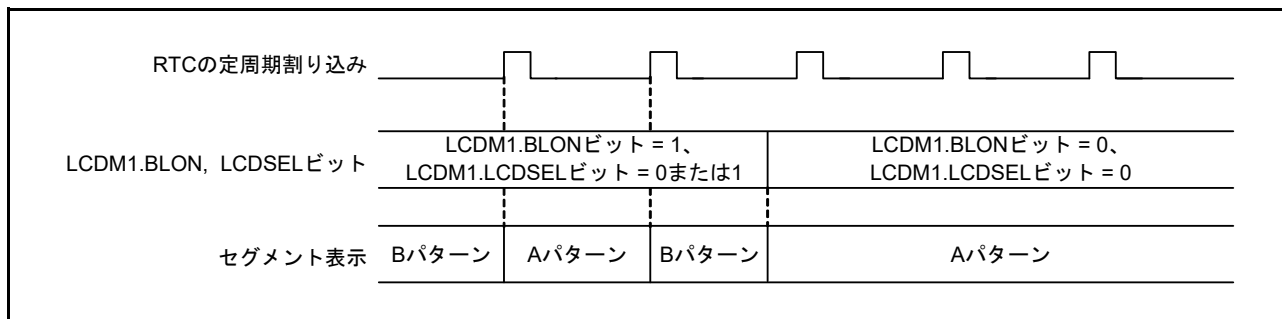 RTCの定周期割り込み
LCDM1.BLON, LCDSELビット
LCDM1.BLONビット = 1、
LCDM1.LCDSELビット = 0または1
LCDM1.BLONビット = 0、
LCDM1.LCDSELビット = 0
セグメント表示
Bパターン
Aパターン
Bパターン
Aパターン